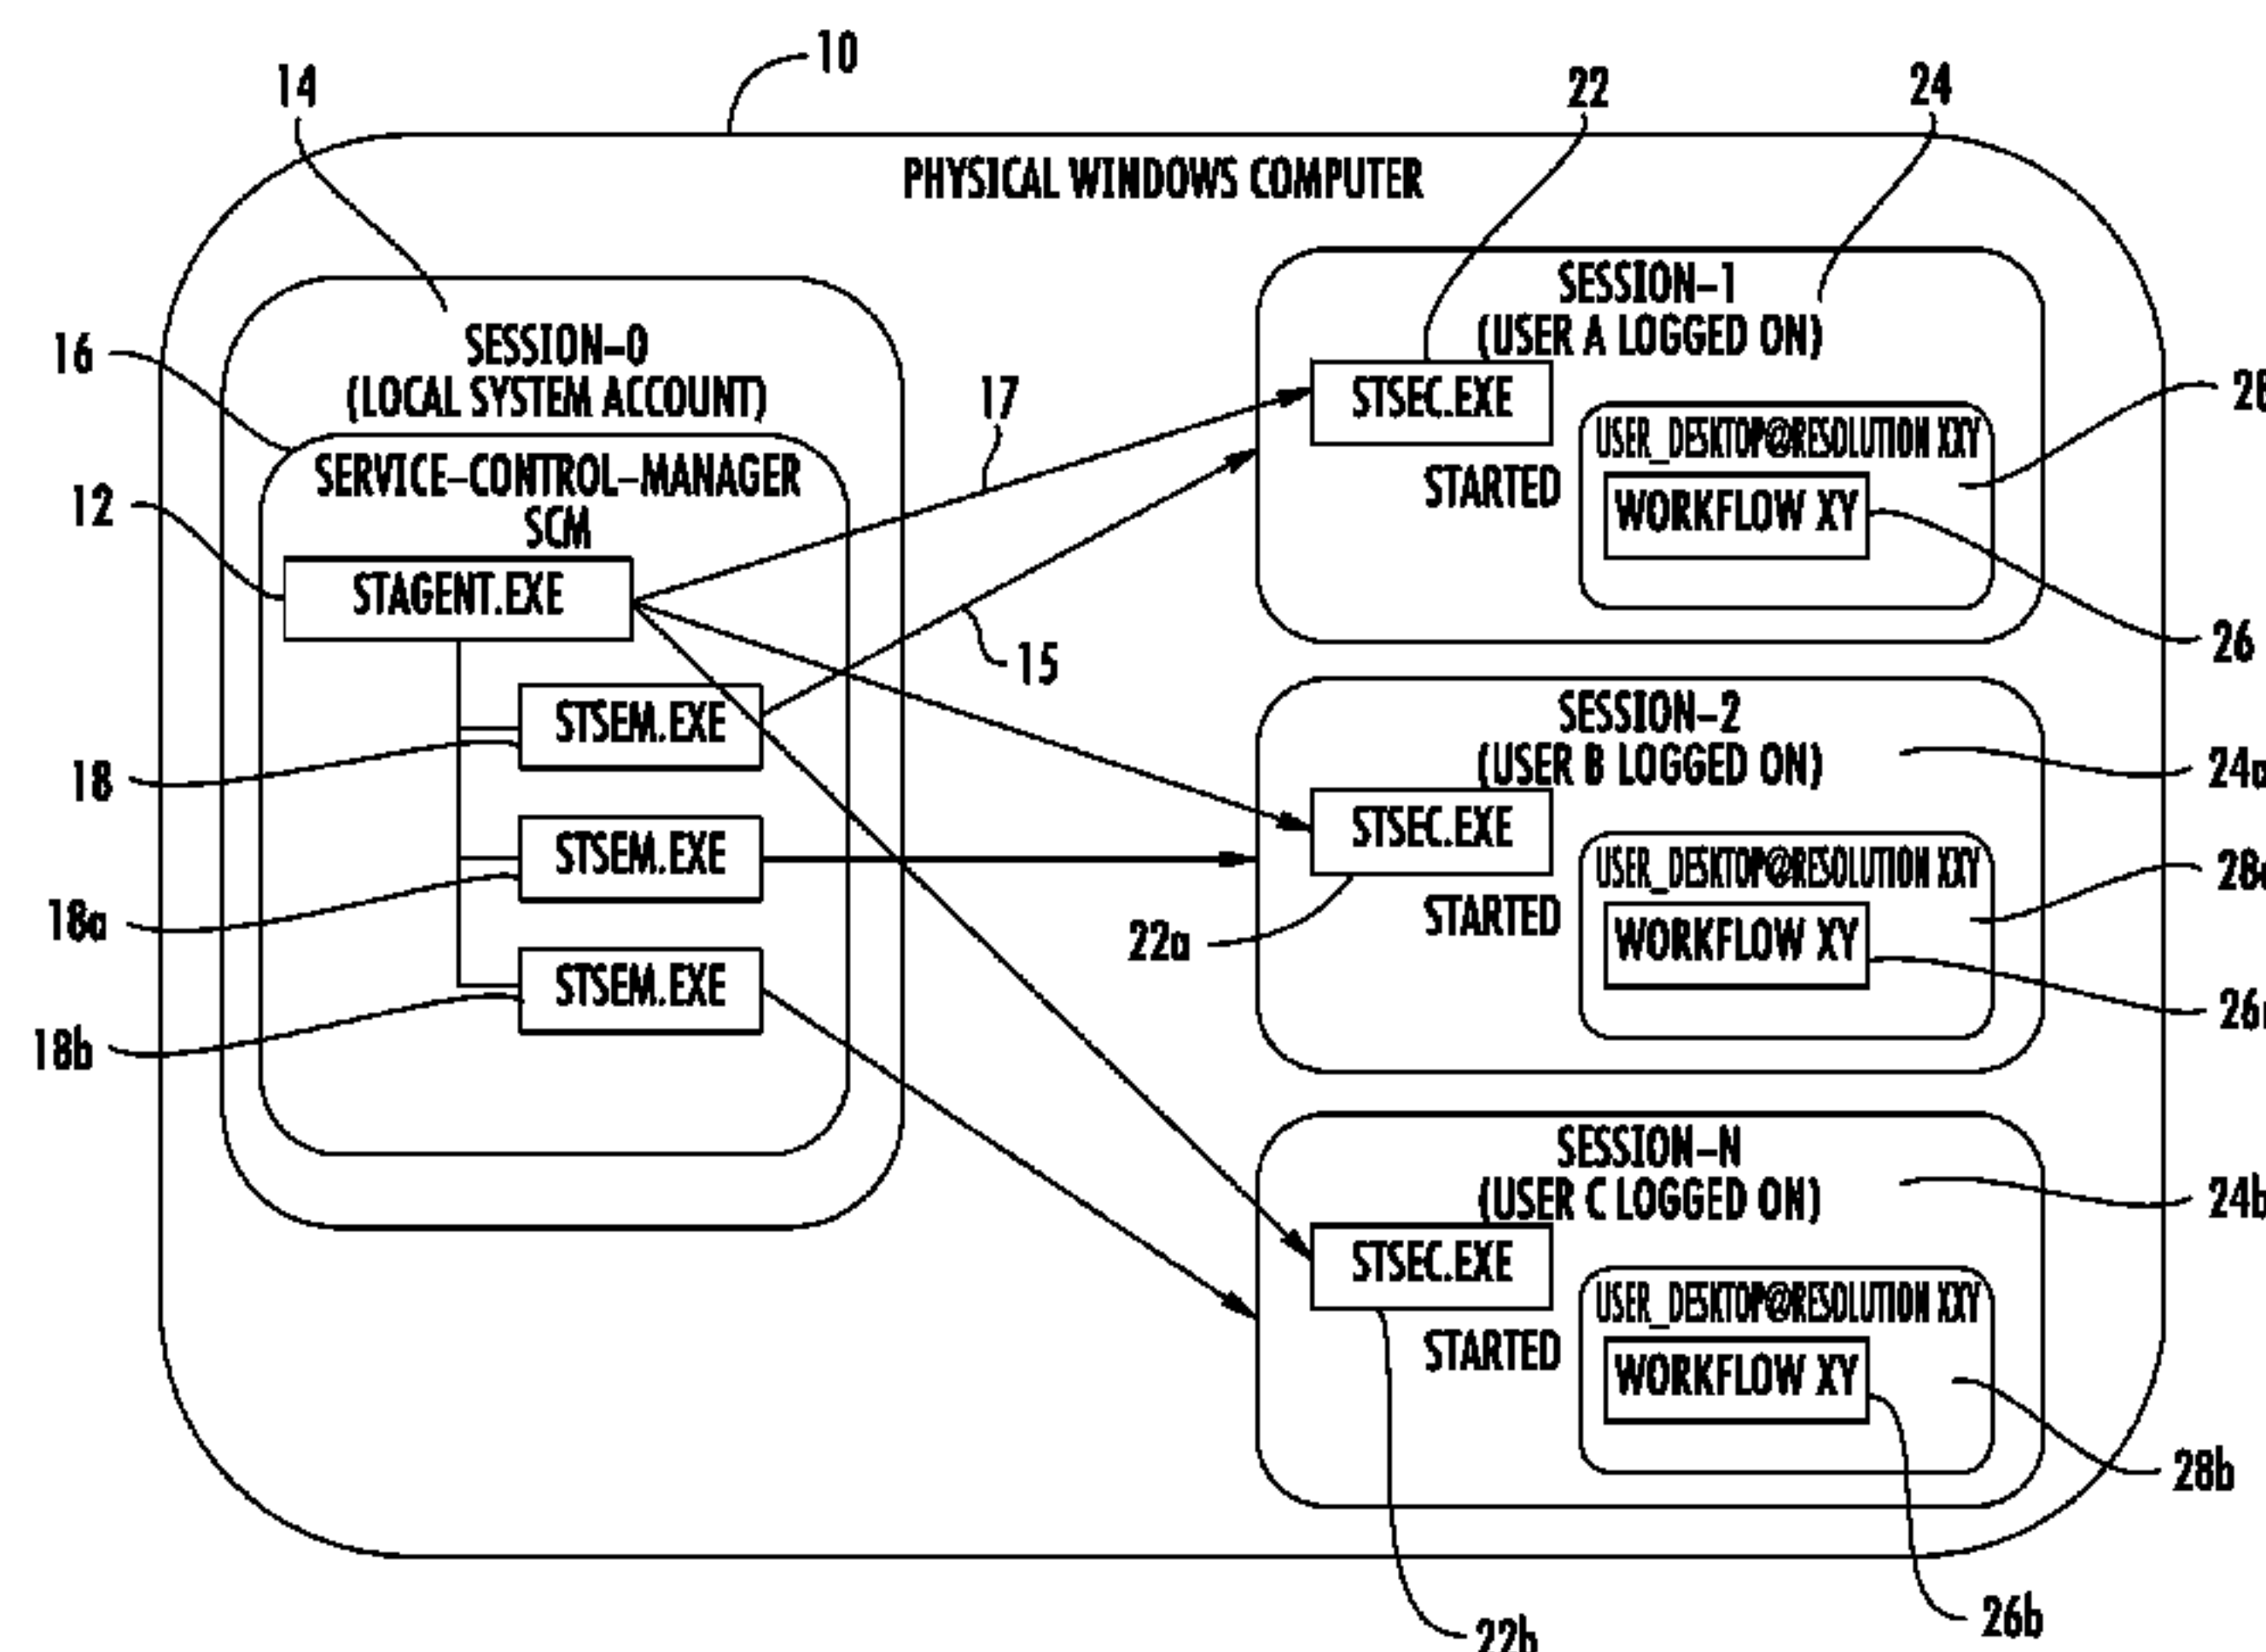 10
14
22
24
PHYSICAL WINDOWS COMPUTER
SESSION-0
(LOCAL SYSTEM ACCOUNT)
16
SERVICE-CONTROL-MANAGER
SCM
12
STAGENT.EXE
17
15
STSEM.EXE
18
STSEM.EXE
18a
STSEM.EXE
18b
SESSION-1
(USER A LOGGED ON)
STSEC.EXE
STARTED
USER_DESKTOP@RESOLUTION XXY
WORKFLOW XY
26
SESSION-2
(USER B LOGGED ON)
24a
STSEC.EXE
22a
STARTED
USER_DESKTOP@RESOLUTION XXY
WORKFLOW XY
SESSION-N
(USER C LOGGED ON)
24b
STSEC.EXE
STARTED
USER_DESKTOP@RESOLUTION XXY
WORKFLOW XY
28b
26b
22b